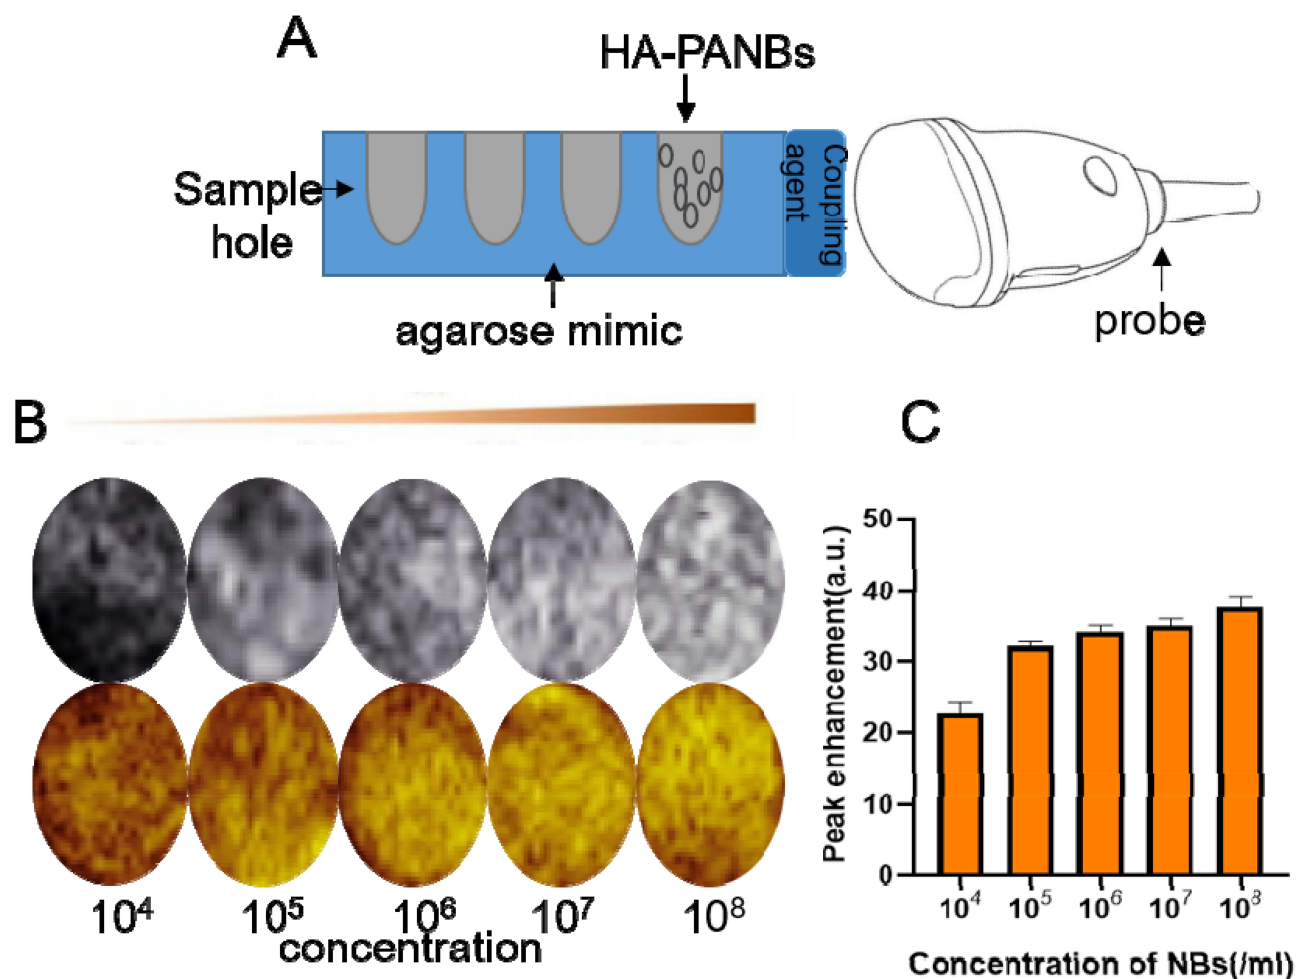 A
HA-PANBs
Sample
hole
Coupling
agent
agarose mimic
probe
B
10⁴ 10⁵ 10⁶ 10⁷ 10⁸
concentration
C
Peak enhancement(a.u.)
50
40
30
20
10
0
10⁴ 10⁵ 10⁶ 10⁷ 10⁸
Concentration of NBs(/ml)